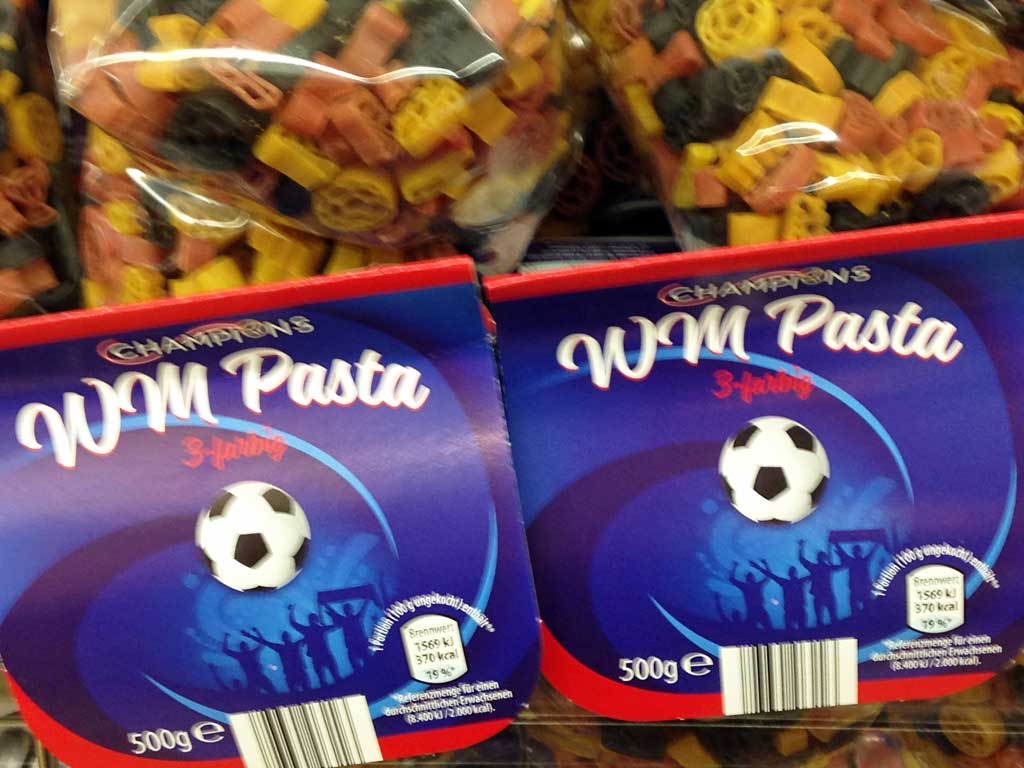 CHAMPIONS
WM Pasta
3-farbig
1 Portion (100 g ungekocht) enthält**
Brennwert
1569 kJ
370 kcal
19 %*
*Referenzmenge für einen
durchschnittlichen Erwachsenen
(8.400 kJ / 2.000 kcal).
500g e
CHAMPIONS
WM Pasta
3-farbig
1 Portion (100 g ungekocht) enthält**
Brennwert
1569 kJ
370 kcal
19 %*
*Referenzmenge für einen
durchschnittlichen Erwachsenen
(8.400 kJ / 2.000 kcal).
500g e